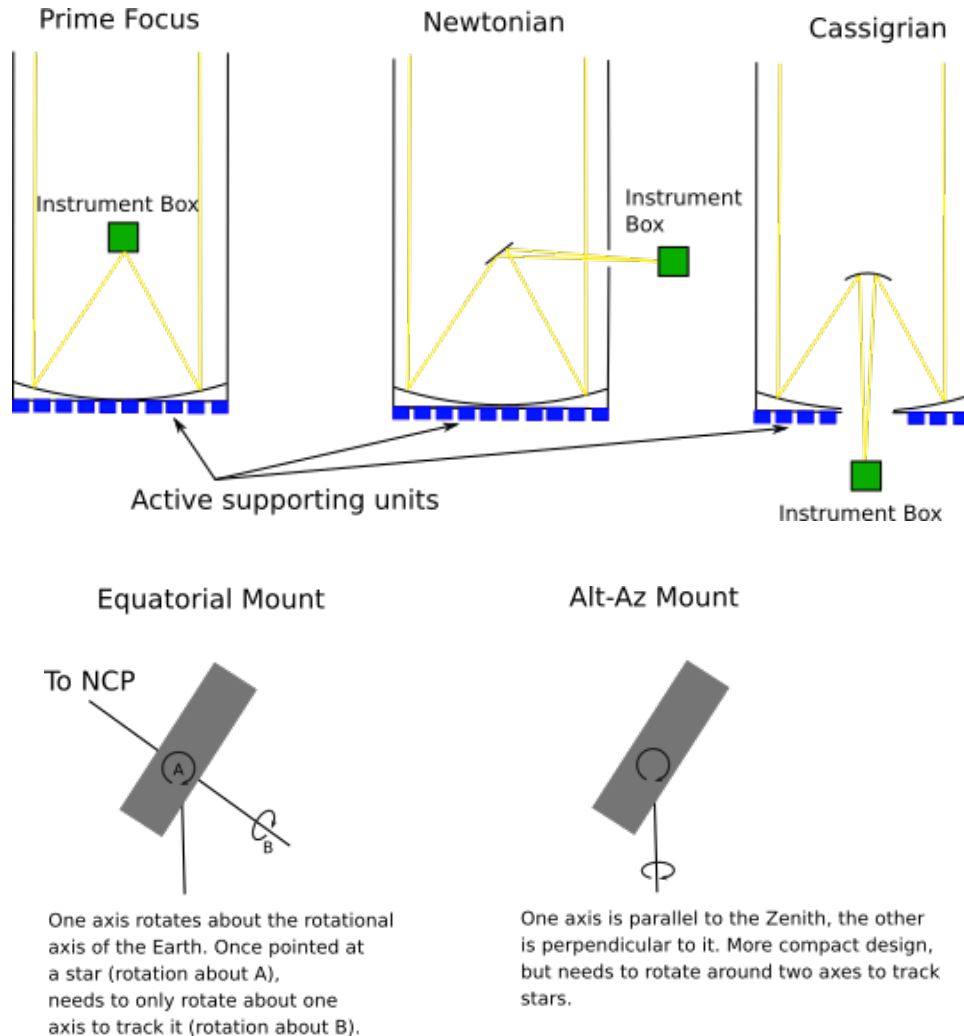 Prime Focus
Newtonian
Cassigrian
Instrument Box
Instrument
Box
Instrument Box
Active supporting units
Equatorial Mount
Alt-Az Mount
To NCP
A
B
One axis rotates about the rotational
axis of the Earth. Once pointed at
a star (rotation about A),
needs to only rotate about one
axis to track it (rotation about B).
One axis is parallel to the Zenith, the other
is perpendicular to it. More compact design,
but needs to rotate around two axes to track
stars.